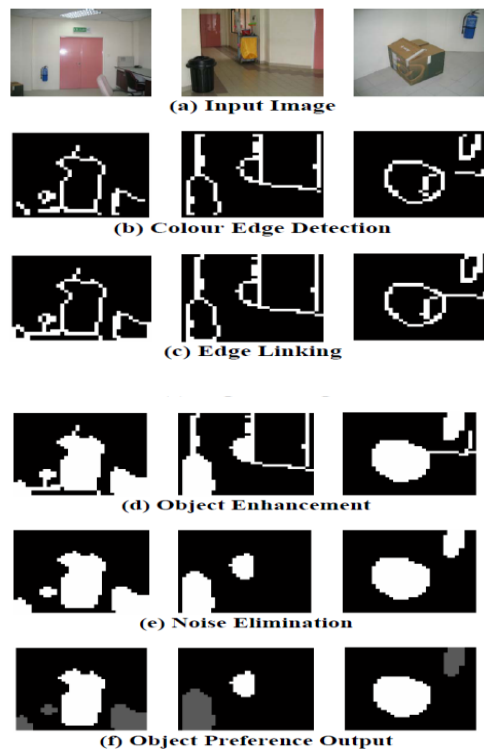 (a) Input Image
(b) Colour Edge Detection
(c) Edge Linking
(d) Object Enhancement
(e) Noise Elimination
(f) Object Preference Output